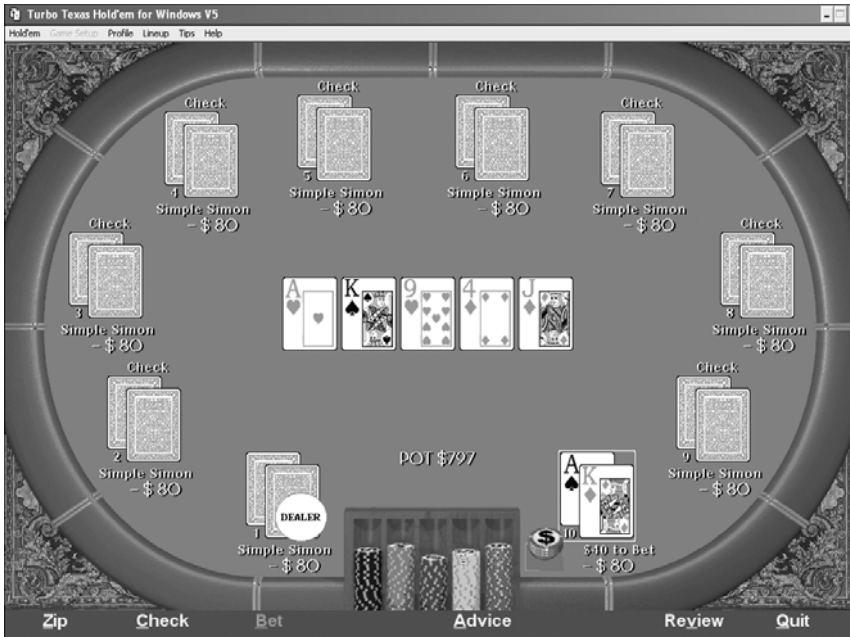 Turbo Texas Hold'em for Windows V5
Hold'em Game Setup Profile Lineup Tips Help
Check
5
Simple Simon
- $ 80
Check
6
Simple Simon
- $ 80
Check
4
Simple Simon
- $ 80
Check
7
Simple Simon
- $ 80
Check
3
Simple Simon
- $ 80
Check
8
Simple Simon
- $ 80
A K 9 4 J
Check
2
Simple Simon
- $ 80
Check
9
Simple Simon
- $ 80
POT $797
1
DEALER
Simple Simon
- $ 80
A K
10
$
$40 to Bet
- $ 80
Zip Check Bet Advice Review Quit